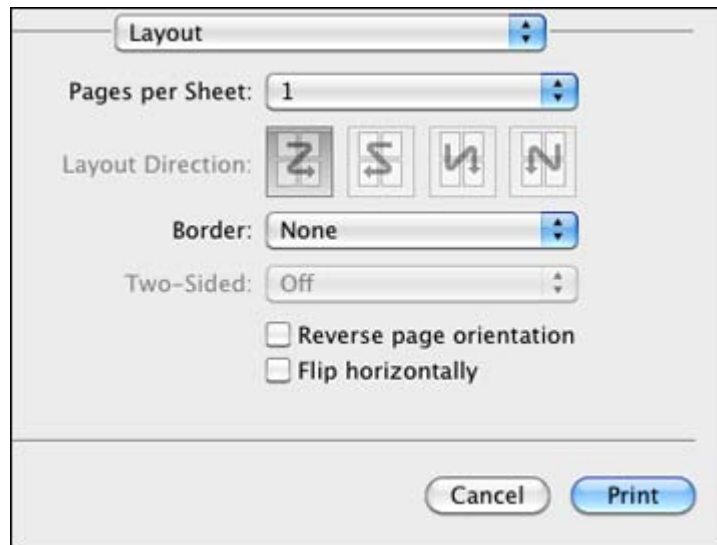 Layout
Pages per Sheet: 1
Layout Direction:
Border: None
Two-Sided: Off
Reverse page orientation
Flip horizontally
Cancel Print